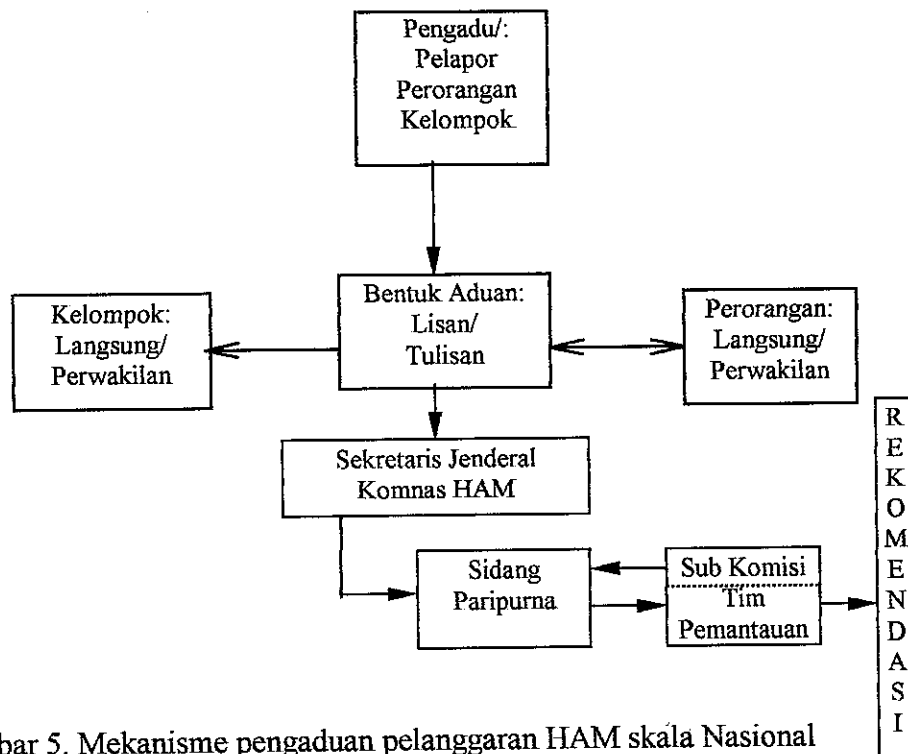 Pengadu/:
Pelapor
Perorangan
Kelompok
Bentuk Aduan:
Lisan/
Tulisan
Kelompok:
Langsung/
Perwakilan
Perorangan:
Langsung/
Perwakilan
Sekretaris Jenderal
Komnas HAM
Sidang
Paripurna
Sub Komisi
Tim
Pemantauan
R
E
K
O
M
E
N
D
A
S
I
bar 5. Mekanisme pengaduan pelanggaran HAM skala Nasional